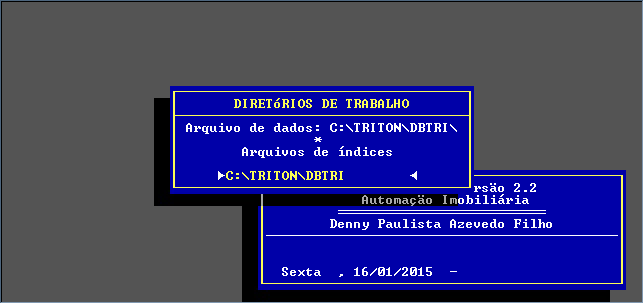 DIRETóRIOS DE TRABALHO
Arquivo de dados: C:\TRITON\DBTRI\
*
Arquivos de índices
C:\TRITON\DBTRI
rsão 2.2
Automação Imobiliária
Denny Paulista Azevedo Filho
Sexta , 16/01/2015 -